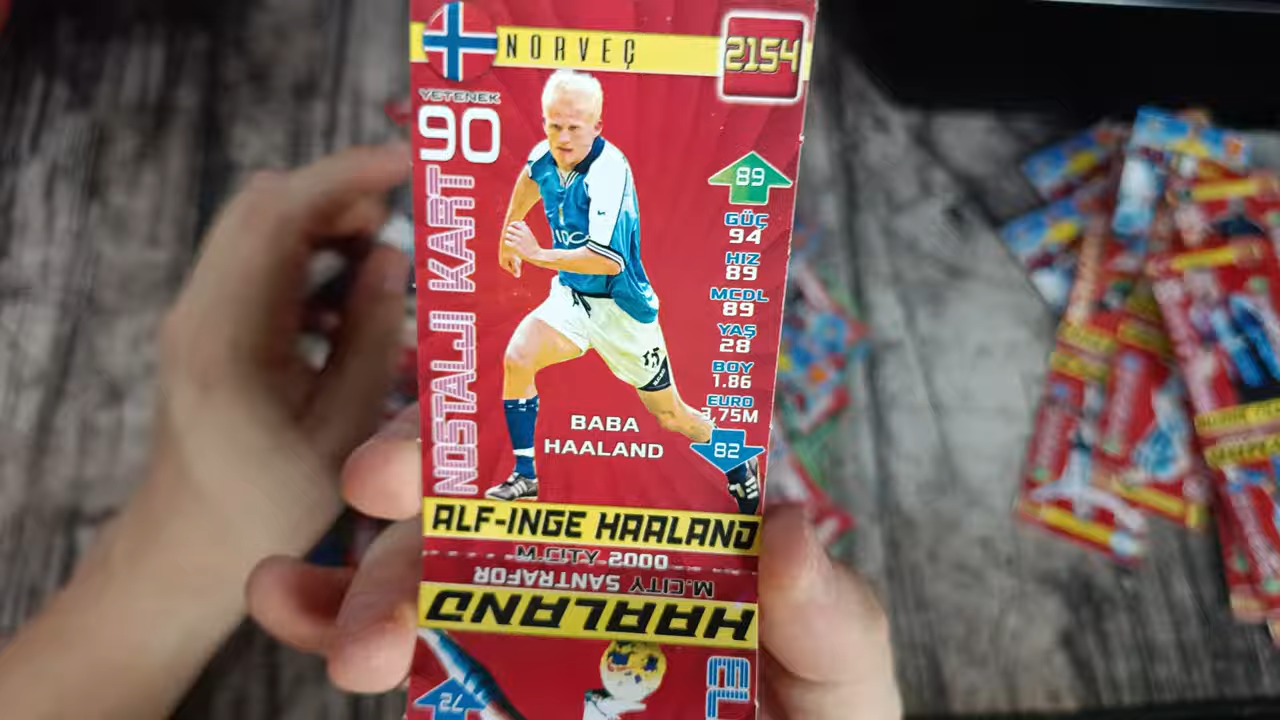 NORVEÇ
2154
YETENEK
90
NOSTALJİ KART
89
GÜÇ
94
HIZ
89
MCDL
89
YAŞ
28
BOY
1.86
EURO
3,75M
82
BABA
HAALAND
ALF-INGE HAALAND
M.CITY 2000
M.CITY SANTRAFOR
HAALAND
72